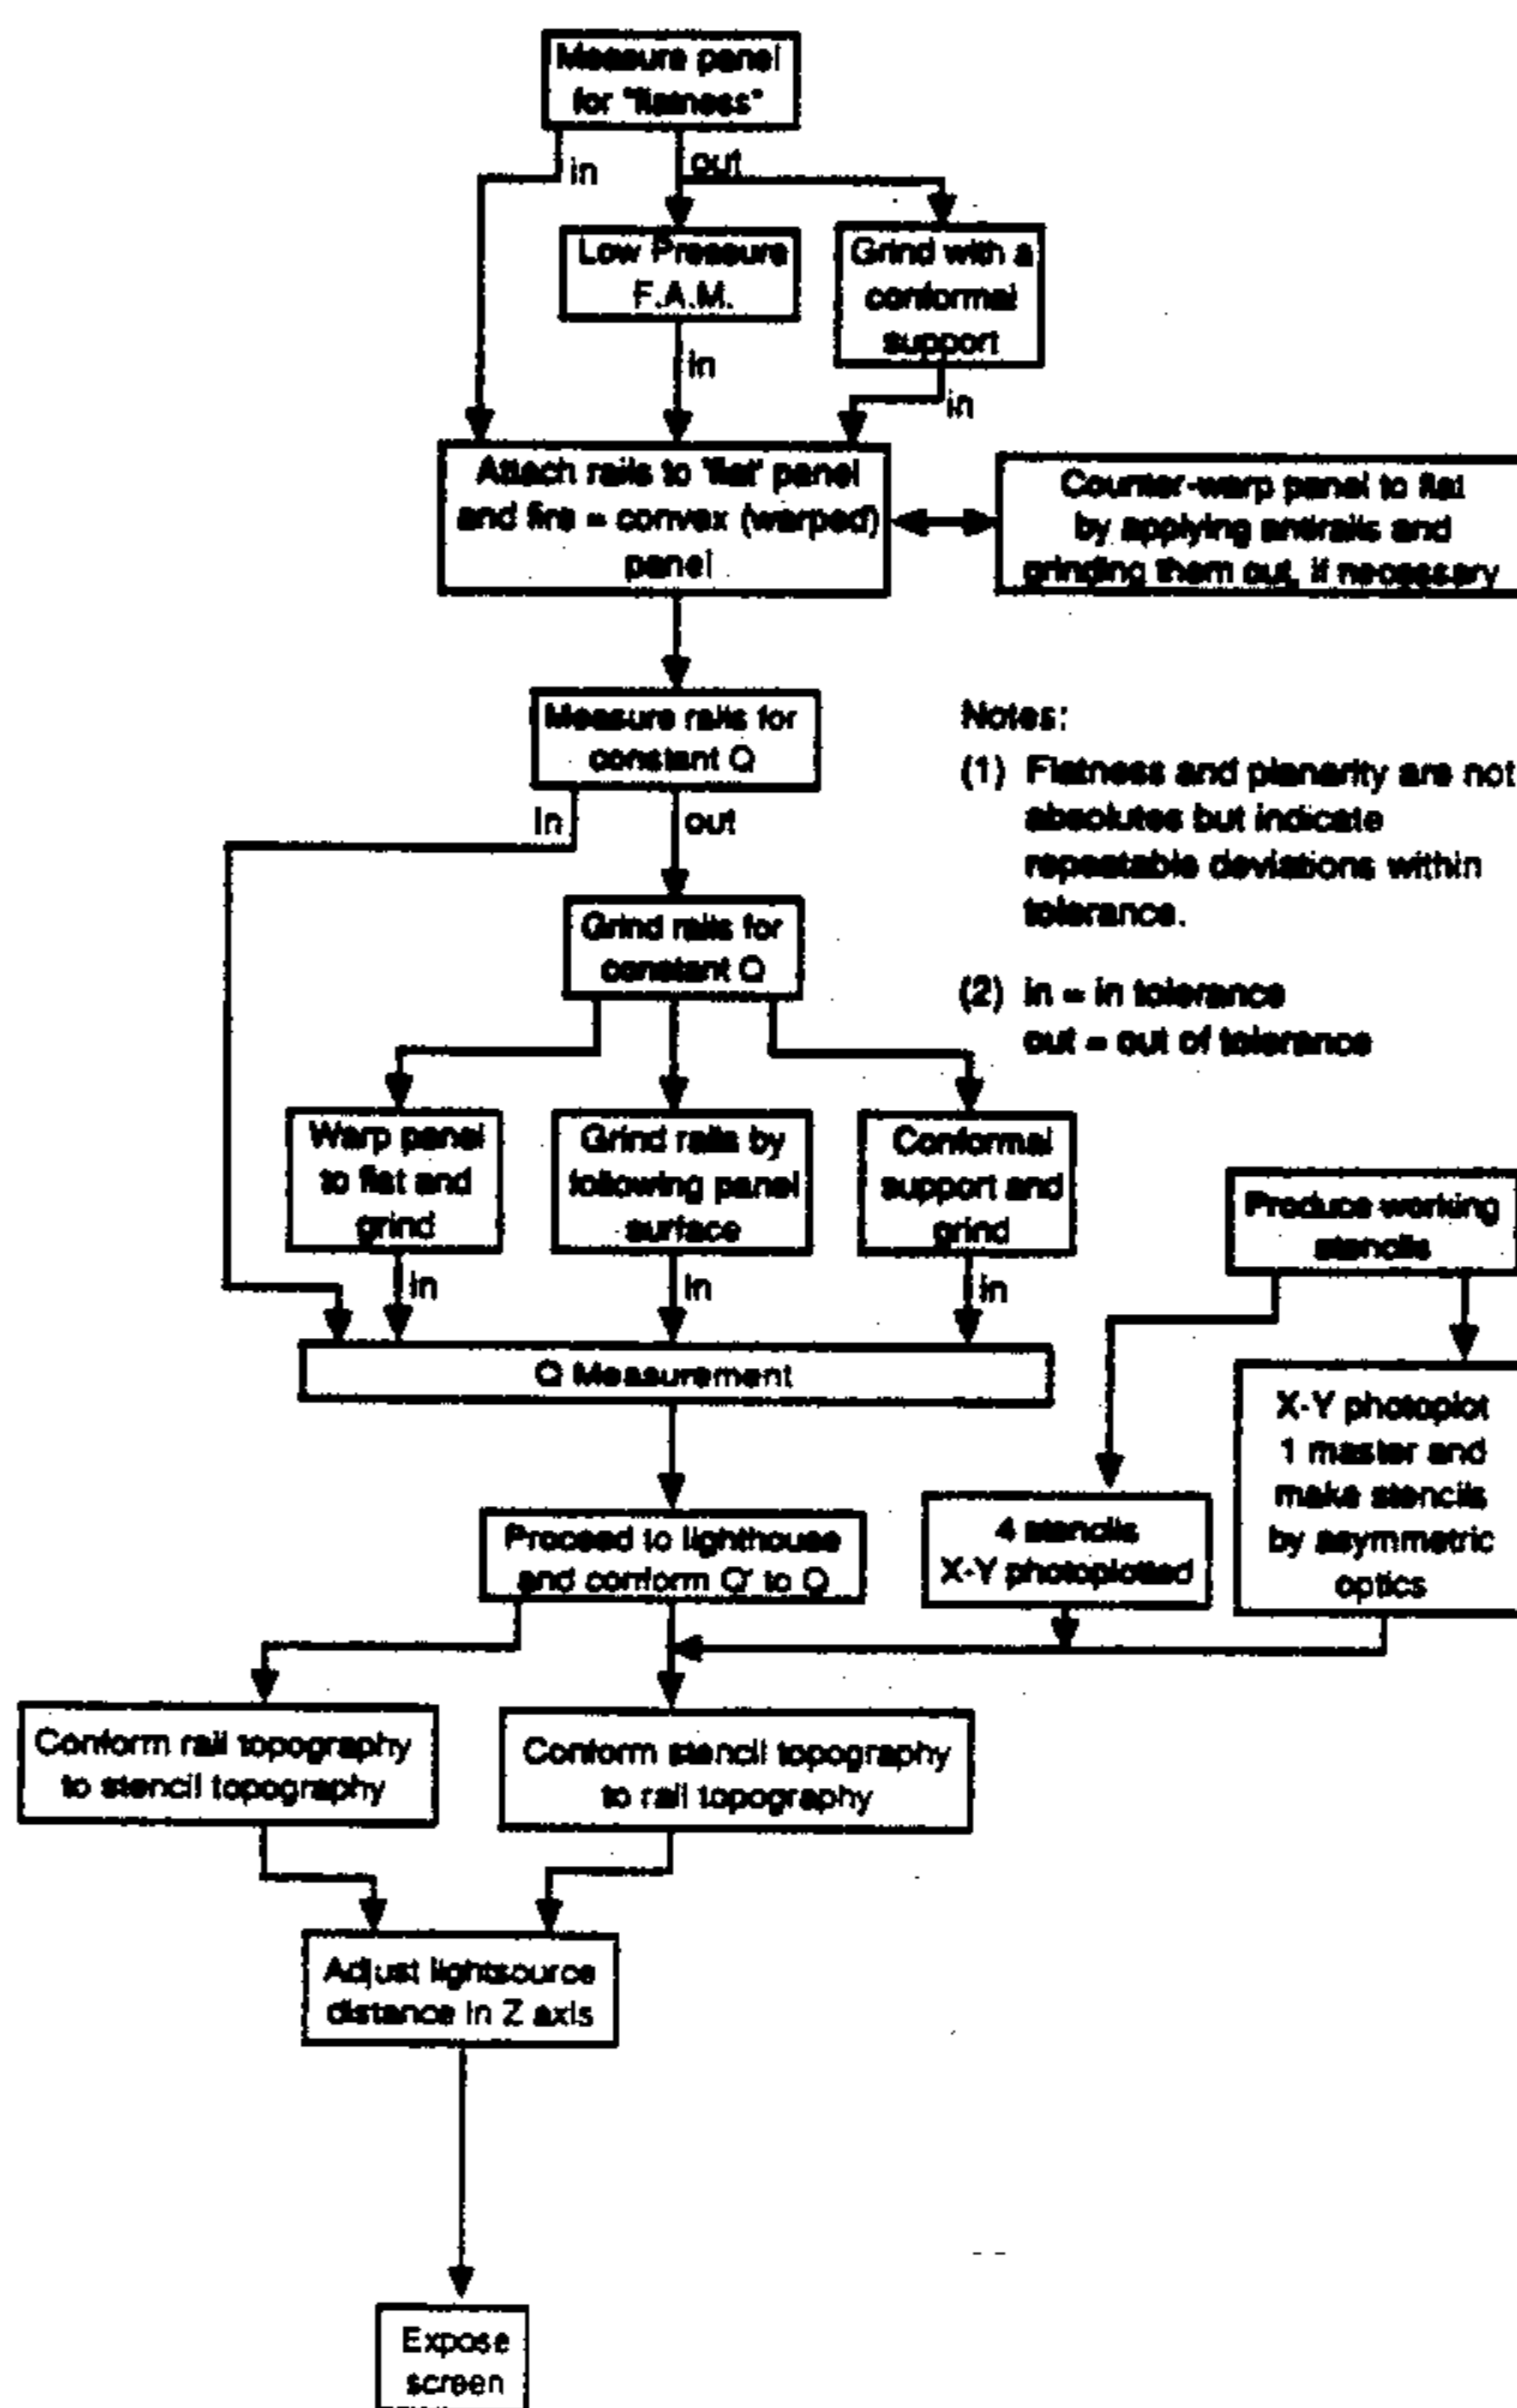 Measure panel
for "flatness"
in
out
Low Pressure
F.A.M.
Grind with a
conformal
support
in
in
Attach rails to 'flat' panel
and fire = convex (warped)
panel
Counter-warp panel to flat
by applying antirails and
grinding them out, if necessary
Measure rails for
constant Q
in
out
Notes:
(1) Flatness and planarity are not
absolutes but indicate
repeatable deviations within
tolerance.
(2) in = in tolerance
out = out of tolerance
Grind rails for
constant Q
Warp panel
to flat and
grind
Grind rails by
following panel
surface
Conformal
support and
grind
in
in
in
Produce working
stencils
Q Measurement
X-Y photoplot
1 master and
make stencils
by asymmetric
optics
4 stencils
X-Y photoplotted
Proceed to lighthouse
and conform Q' to Q
Conform rail topography
to stencil topography
Conform stencil topography
to rail topography
Adjust lightsource
distance in Z axis
Expose
screen